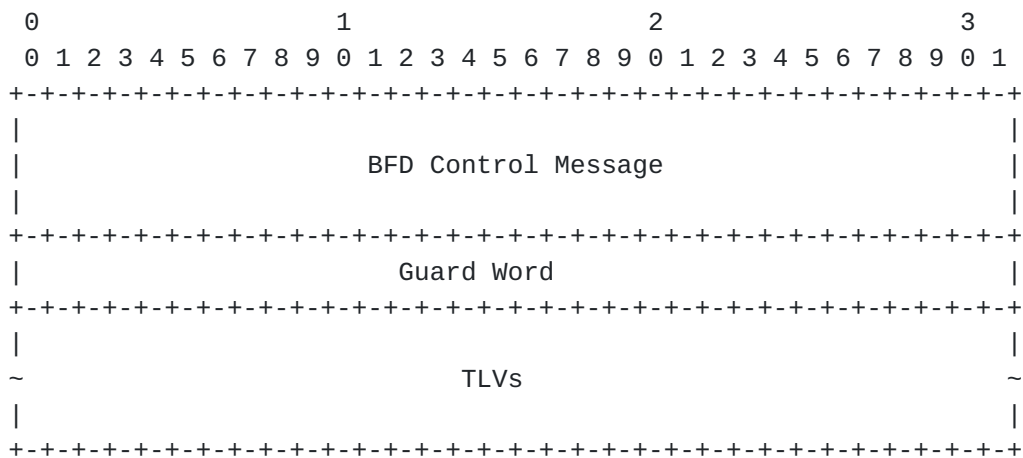 0                   1                   2                   3
 0 1 2 3 4 5 6 7 8 9 0 1 2 3 4 5 6 7 8 9 0 1 2 3 4 5 6 7 8 9 0 1
+-+-+-+-+-+-+-+-+-+-+-+-+-+-+-+-+-+-+-+-+-+-+-+-+-+-+-+-+-+-+-+-+
|                                                               |
|                      BFD Control Message                      |
|                                                               |
+-+-+-+-+-+-+-+-+-+-+-+-+-+-+-+-+-+-+-+-+-+-+-+-+-+-+-+-+-+-+-+-+
|                        Guard Word                             |
+-+-+-+-+-+-+-+-+-+-+-+-+-+-+-+-+-+-+-+-+-+-+-+-+-+-+-+-+-+-+-+-+
|                                                               |
~                            TLVs                               ~
|                                                               |
+-+-+-+-+-+-+-+-+-+-+-+-+-+-+-+-+-+-+-+-+-+-+-+-+-+-+-+-+-+-+-+-+